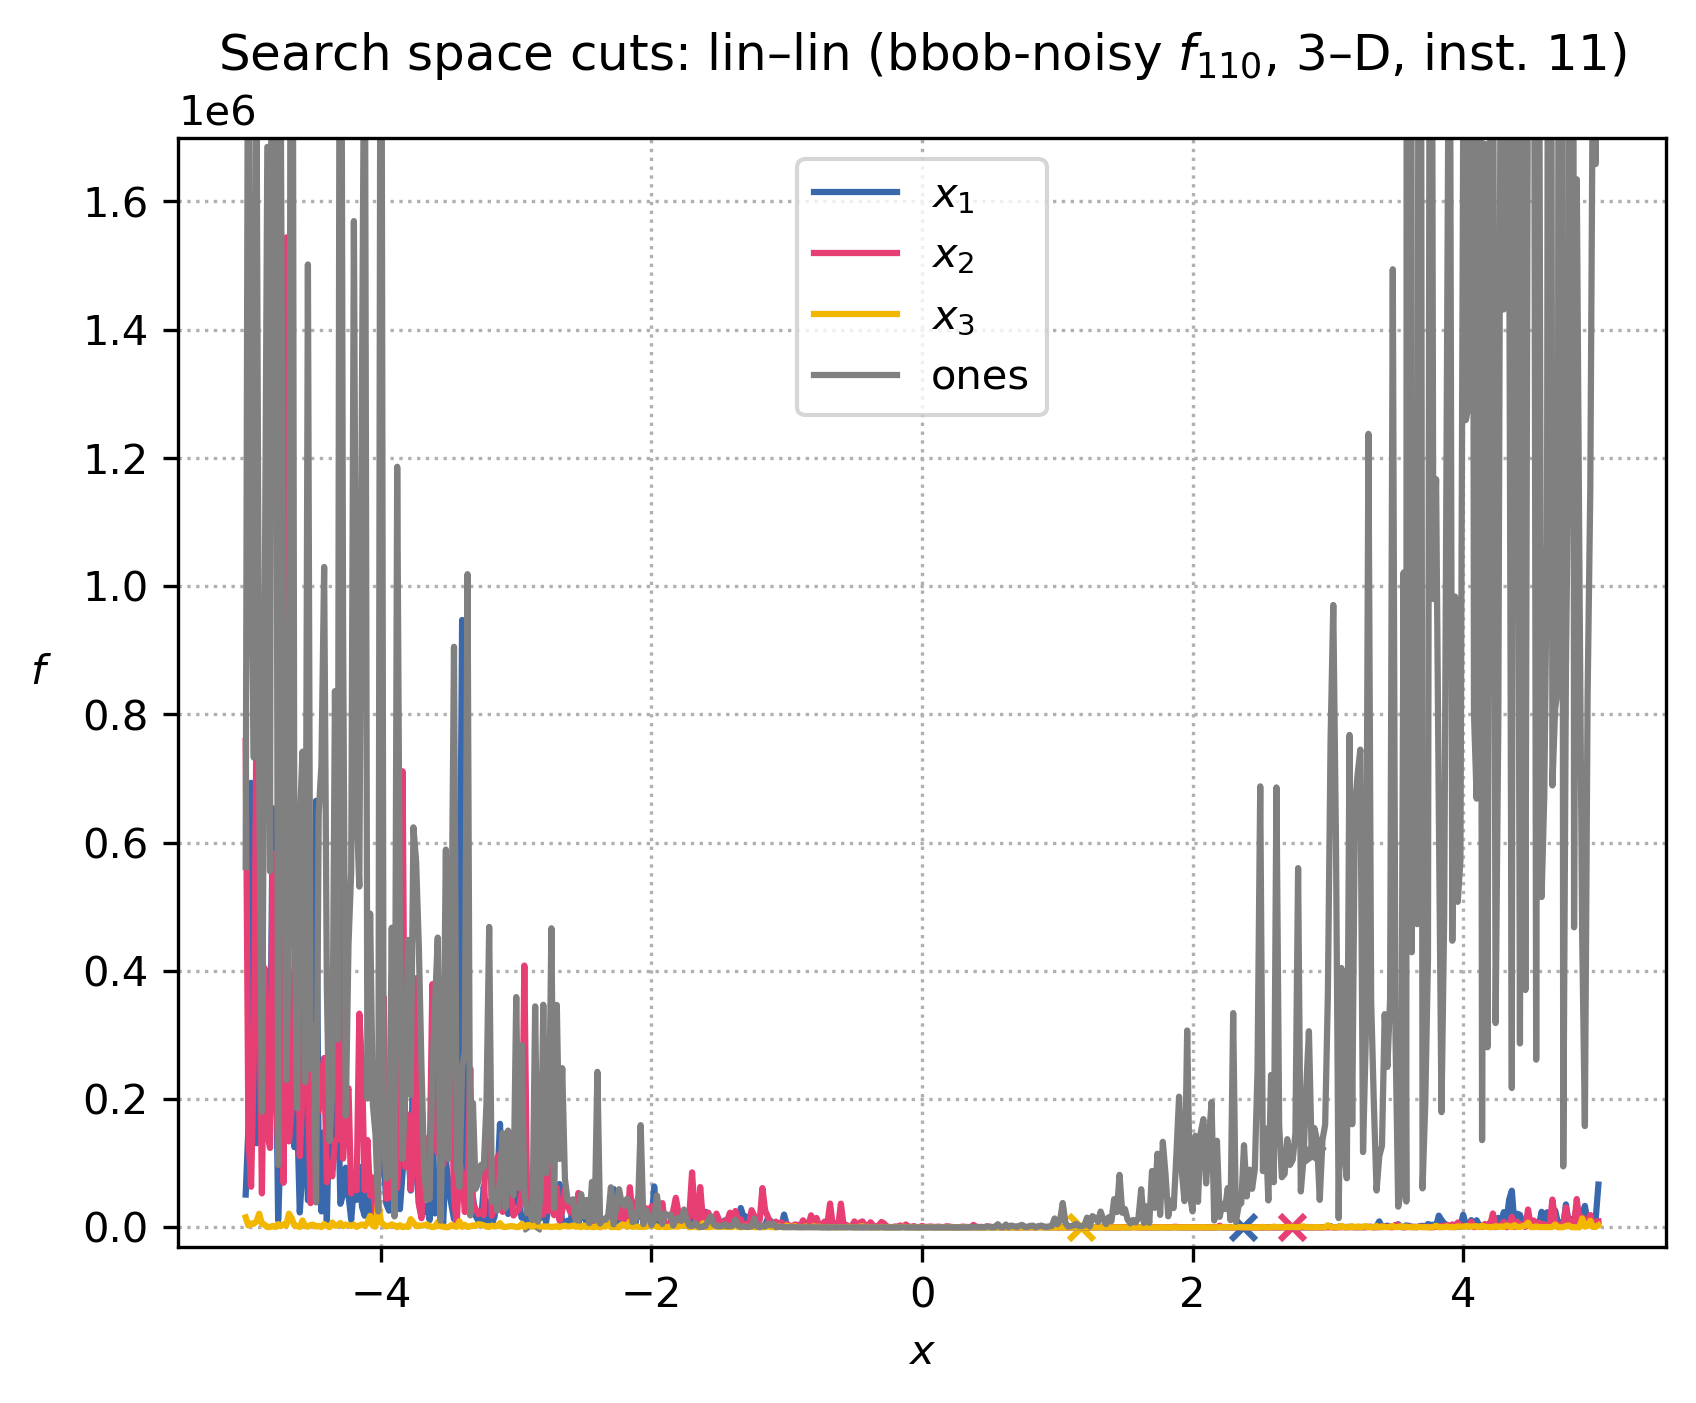 Search space cuts: lin–lin (bbob-noisy f₁₁₀, 3–D, inst. 11)
1e6
x₁
x₂
x₃
ones
1.6
1.4
1.2
1.0
0.8
0.6
0.4
0.2
0.0
f
−4
−2
0
2
4
x